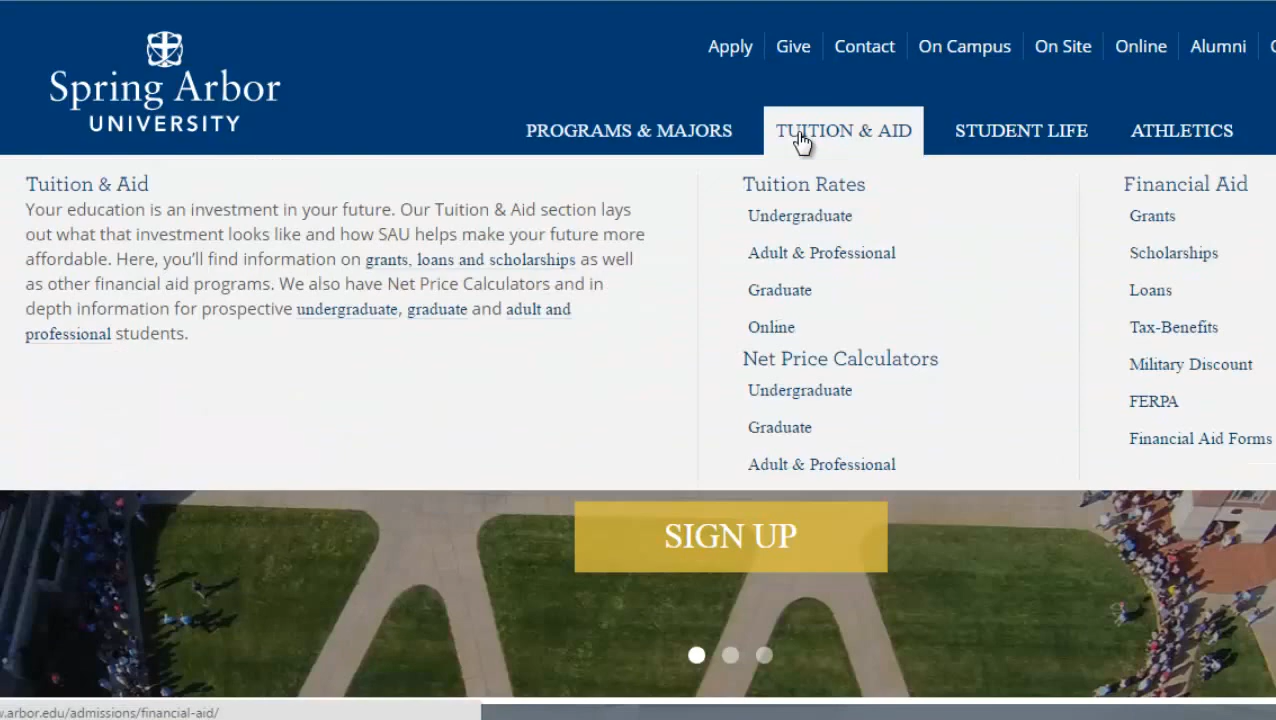 Spring Arbor
UNIVERSITY
Apply
Give
Contact
On Campus
On Site
Online
Alumni
PROGRAMS & MAJORS
TUITION & AID
STUDENT LIFE
ATHLETICS
Tuition & Aid
Your education is an investment in your future. Our Tuition & Aid section lays
out what that investment looks like and how SAU helps make your future more
affordable. Here, you'll find information on grants, loans and scholarships as well
as other financial aid programs. We also have Net Price Calculators and in
depth information for prospective undergraduate, graduate and adult and
professional students.
Tuition Rates
Undergraduate
Adult & Professional
Graduate
Online
Net Price Calculators
Undergraduate
Graduate
Adult & Professional
Financial Aid
Grants
Scholarships
Loans
Tax-Benefits
Military Discount
FERPA
Financial Aid Forms
SIGN UP
.arbor.edu/admissions/financial-aid/